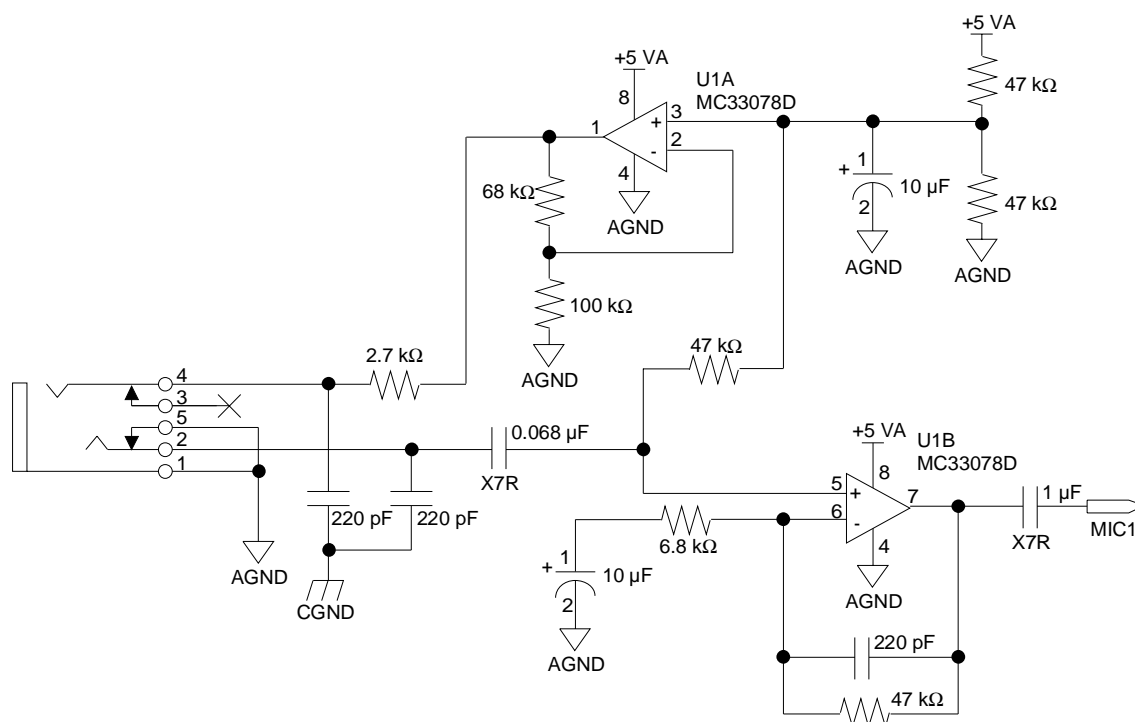 +5 VA
+5 VA
U1A
MC33078D
47 kΩ
8
3
1
+
2
-
4
1
+
10 µF
2
68 kΩ
AGND
47 kΩ
AGND
AGND
100 kΩ
2.7 kΩ
47 kΩ
AGND
4
3
5
2
1
0.068 µF
X7R
+5 VA
U1B
MC33078D
8
5
+
7
6
-
1 µF
220 pF
220 pF
6.8 kΩ
4
X7R
MIC1
1
+
10 µF
2
AGND
CGND
AGND
AGND
220 pF
47 kΩ